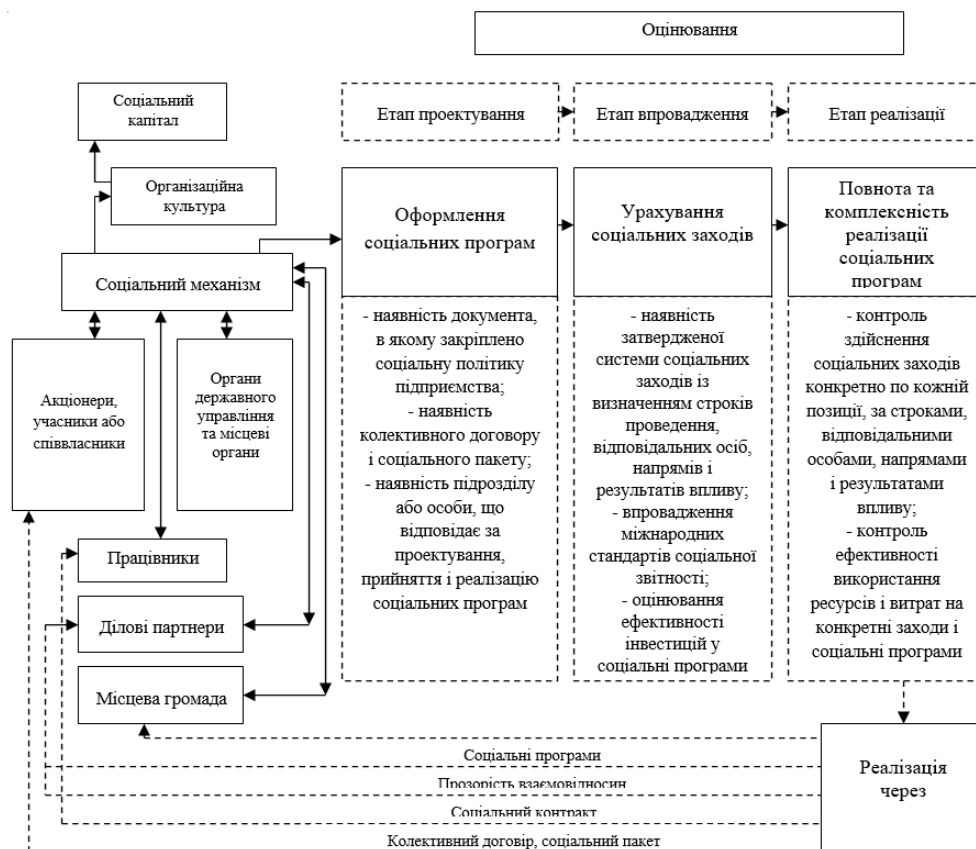 Оцінювання
Соціальний
капітал
Етап проектування
Етап впровадження
Етап реалізації
Організаційна
культура
Оформлення
соціальних програм
Урахування
соціальних заходів
Повнота та
комплексність
реалізації
соціальних
програм
Соціальний механізм
Акціонери,
учасники або
співвласники
Органи
державного
управління
та місцеві
органи
- наявність документа,
в якому закріплено
соціальну політику
підприємства;
- наявність
колективного договору
і соціального пакету;
- наявність підрозділу
або особи, що
відповідає за
проектування,
прийняття і реалізацію
соціальних програм
- наявність
затвердженої
системи соціальних
заходів із
визначенням строків
проведення,
відповідальних осіб,
напрямів і
результатів впливу;
- впровадження
міжнародних
стандартів соціальної
звітності;
- оцінювання
ефективності
інвестицій у
соціальні програми
- контроль
здійснення
соціальних заходів
конкретно по кожній
позиції, за строками,
відповідальними
особами, напрямами
і результатами
впливу;
- контроль
ефективності
використання
ресурсів і витрат на
конкретні заходи і
соціальні програми
Працівники
Ділові партнери
Місцева громада
Соціальні програми
Прозорість взаємовідносин
Соціальний контракт
Колективний договір, соціальний пакет
Реалізація
через